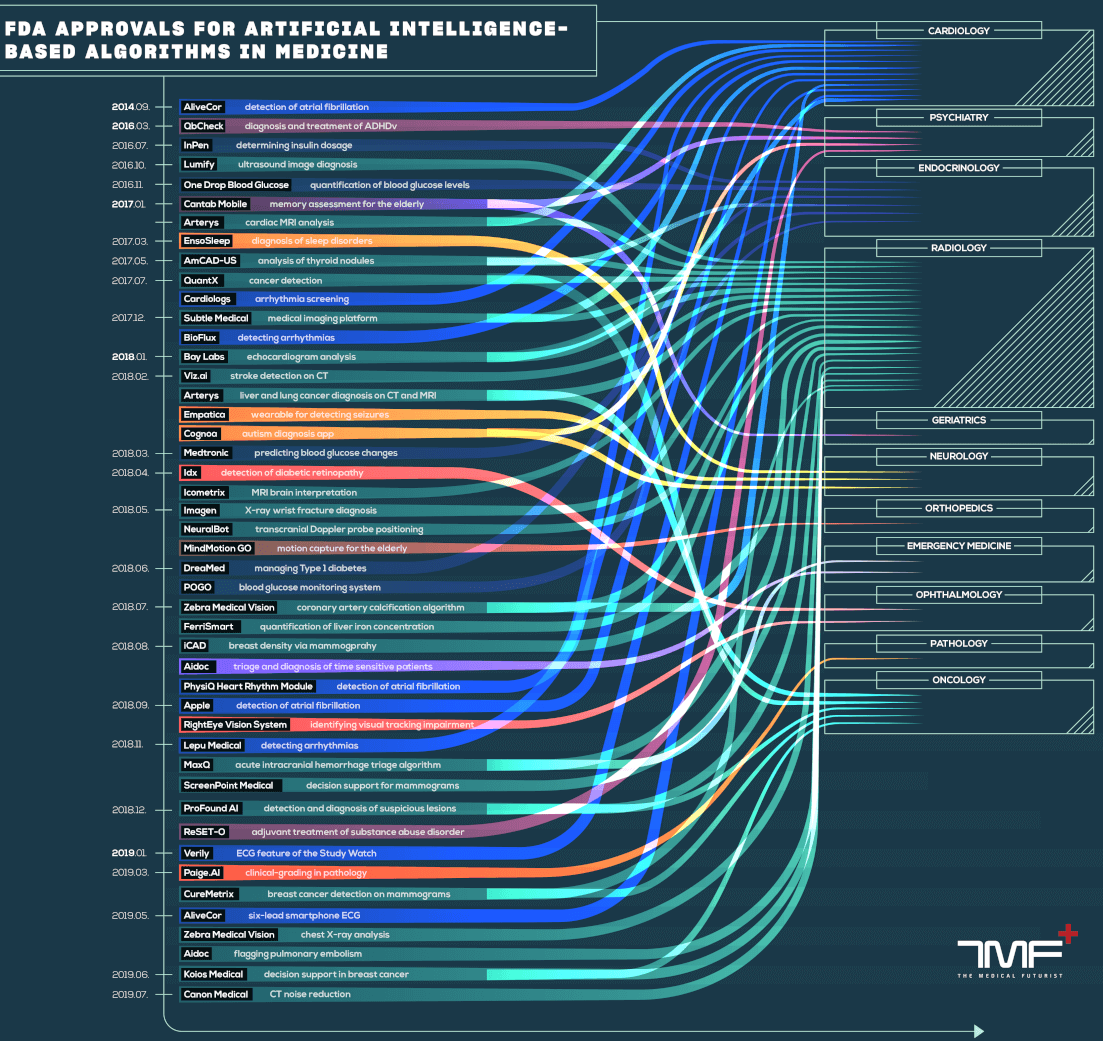 FDA APPROVALS FOR ARTIFICIAL INTELLIGENCE-
BASED ALGORITHMS IN MEDICINE
2014.09. AliveCor detection of atrial fibrillation
2016.03. QbCheck diagnosis and treatment of ADHDv
2016.07. InPen determining insulin dosage
2016.10. Lumify ultrasound image diagnosis
2016.11. One Drop Blood Glucose quantification of blood glucose levels
2017.01. Cantab Mobile memory assessment for the elderly
Arterys cardiac MRI analysis
2017.03. EnsoSleep diagnosis of sleep disorders
2017.05. AmCAD-US analysis of thyroid nodules
2017.07. QuantX cancer detection
Cardiologs arrhythmia screening
2017.12. Subtle Medical medical imaging platform
BioFlux detecting arrhythmias
2018.01. Bay Labs echocardiogram analysis
2018.02. Viz.ai stroke detection on CT
Arterys liver and lung cancer diagnosis on CT and MRI
Empatica wearable for detecting seizures
Cognoa autism diagnosis app
2018.03. Medtronic predicting blood glucose changes
2018.04. Idx detection of diabetic retinopathy
Icometrix MRI brain interpretation
2018.05. Imagen X-ray wrist fracture diagnosis
NeuralBot transcranial Doppler probe positioning
MindMotion GO motion capture for the elderly
2018.06. DreaMed managing Type 1 diabetes
POGO blood glucose monitoring system
2018.07. Zebra Medical Vision coronary artery calcification algorithm
FerriSmart quantification of liver iron concentration
2018.08. iCAD breast density via mammograprhy
Aidoc triage and diagnosis of time sensitive patients
PhysiQ Heart Rhythm Module detection of atrial fibrillation
2018.09. Apple detection of atrial fibrillation
RightEye Vision System identifying visual tracking impairment
2018.11. Lepu Medical detecting arrhythmias
MaxQ acute intracranial hemorrhage triage algorithm
ScreenPoint Medical decision support for mammograms
2018.12. ProFound AI detection and diagnosis of suspicious lesions
ReSET-O adjuvant treatment of substance abuse disorder
2019.01 Verily ECG feature of the Study Watch
2019.03. Paige.AI clinical-grading in pathology
CureMetrix breast cancer detection on mammograms
2019.05. AliveCor six-lead smartphone ECG
Zebra Medical Vision chest X-ray analysis
Aidoc flagging pulmonary embolism
2019.06. Koios Medical decision support in breast cancer
2019.07. Canon Medical CT noise reduction
CARDIOLOGY
PSYCHIATRY
ENDOCRINOLOGY
RADIOLOGY
GERIATRICS
NEUROLOGY
ORTHOPEDICS
EMERGENCY MEDICINE
OPHTHALMOLOGY
PATHOLOGY
ONCOLOGY
TMF
THE MEDICAL FUTURIST